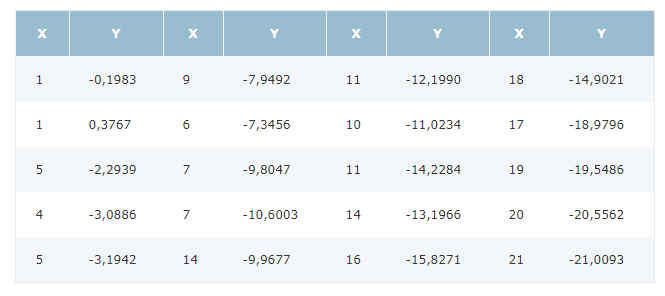 X Y X Y X Y X Y
1 -0,1983 9 -7,9492 11 -12,1990 18 -14,9021
1 0,3767 6 -7,3456 10 -11,0234 17 -18,9796
5 -2,2939 7 -9,8047 11 -14,2284 19 -19,5486
4 -3,0886 7 -10,6003 14 -13,1966 20 -20,5562
5 -3,1942 14 -9,9677 16 -15,8271 21 -21,0093